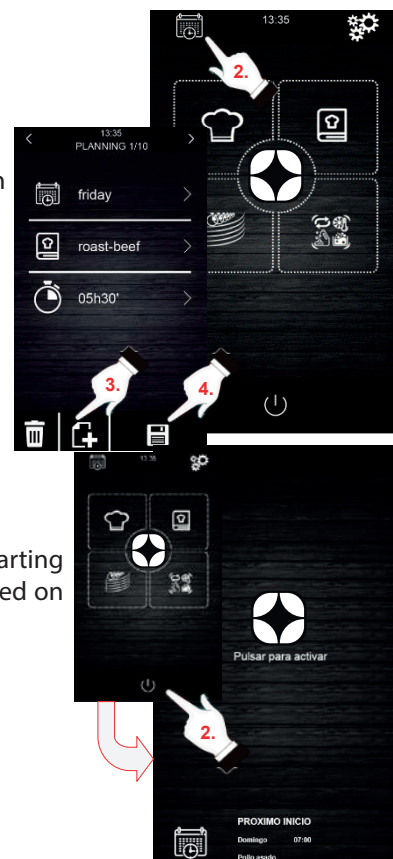 13:35
2.
13:35
PLANNING 1/10
friday
roast-beef
05h30'
3.
4.
13:35
arting
ed on
Pulsar para activar
2.
PROXIMO INICIO
Domingo 07:00
Pollo asado